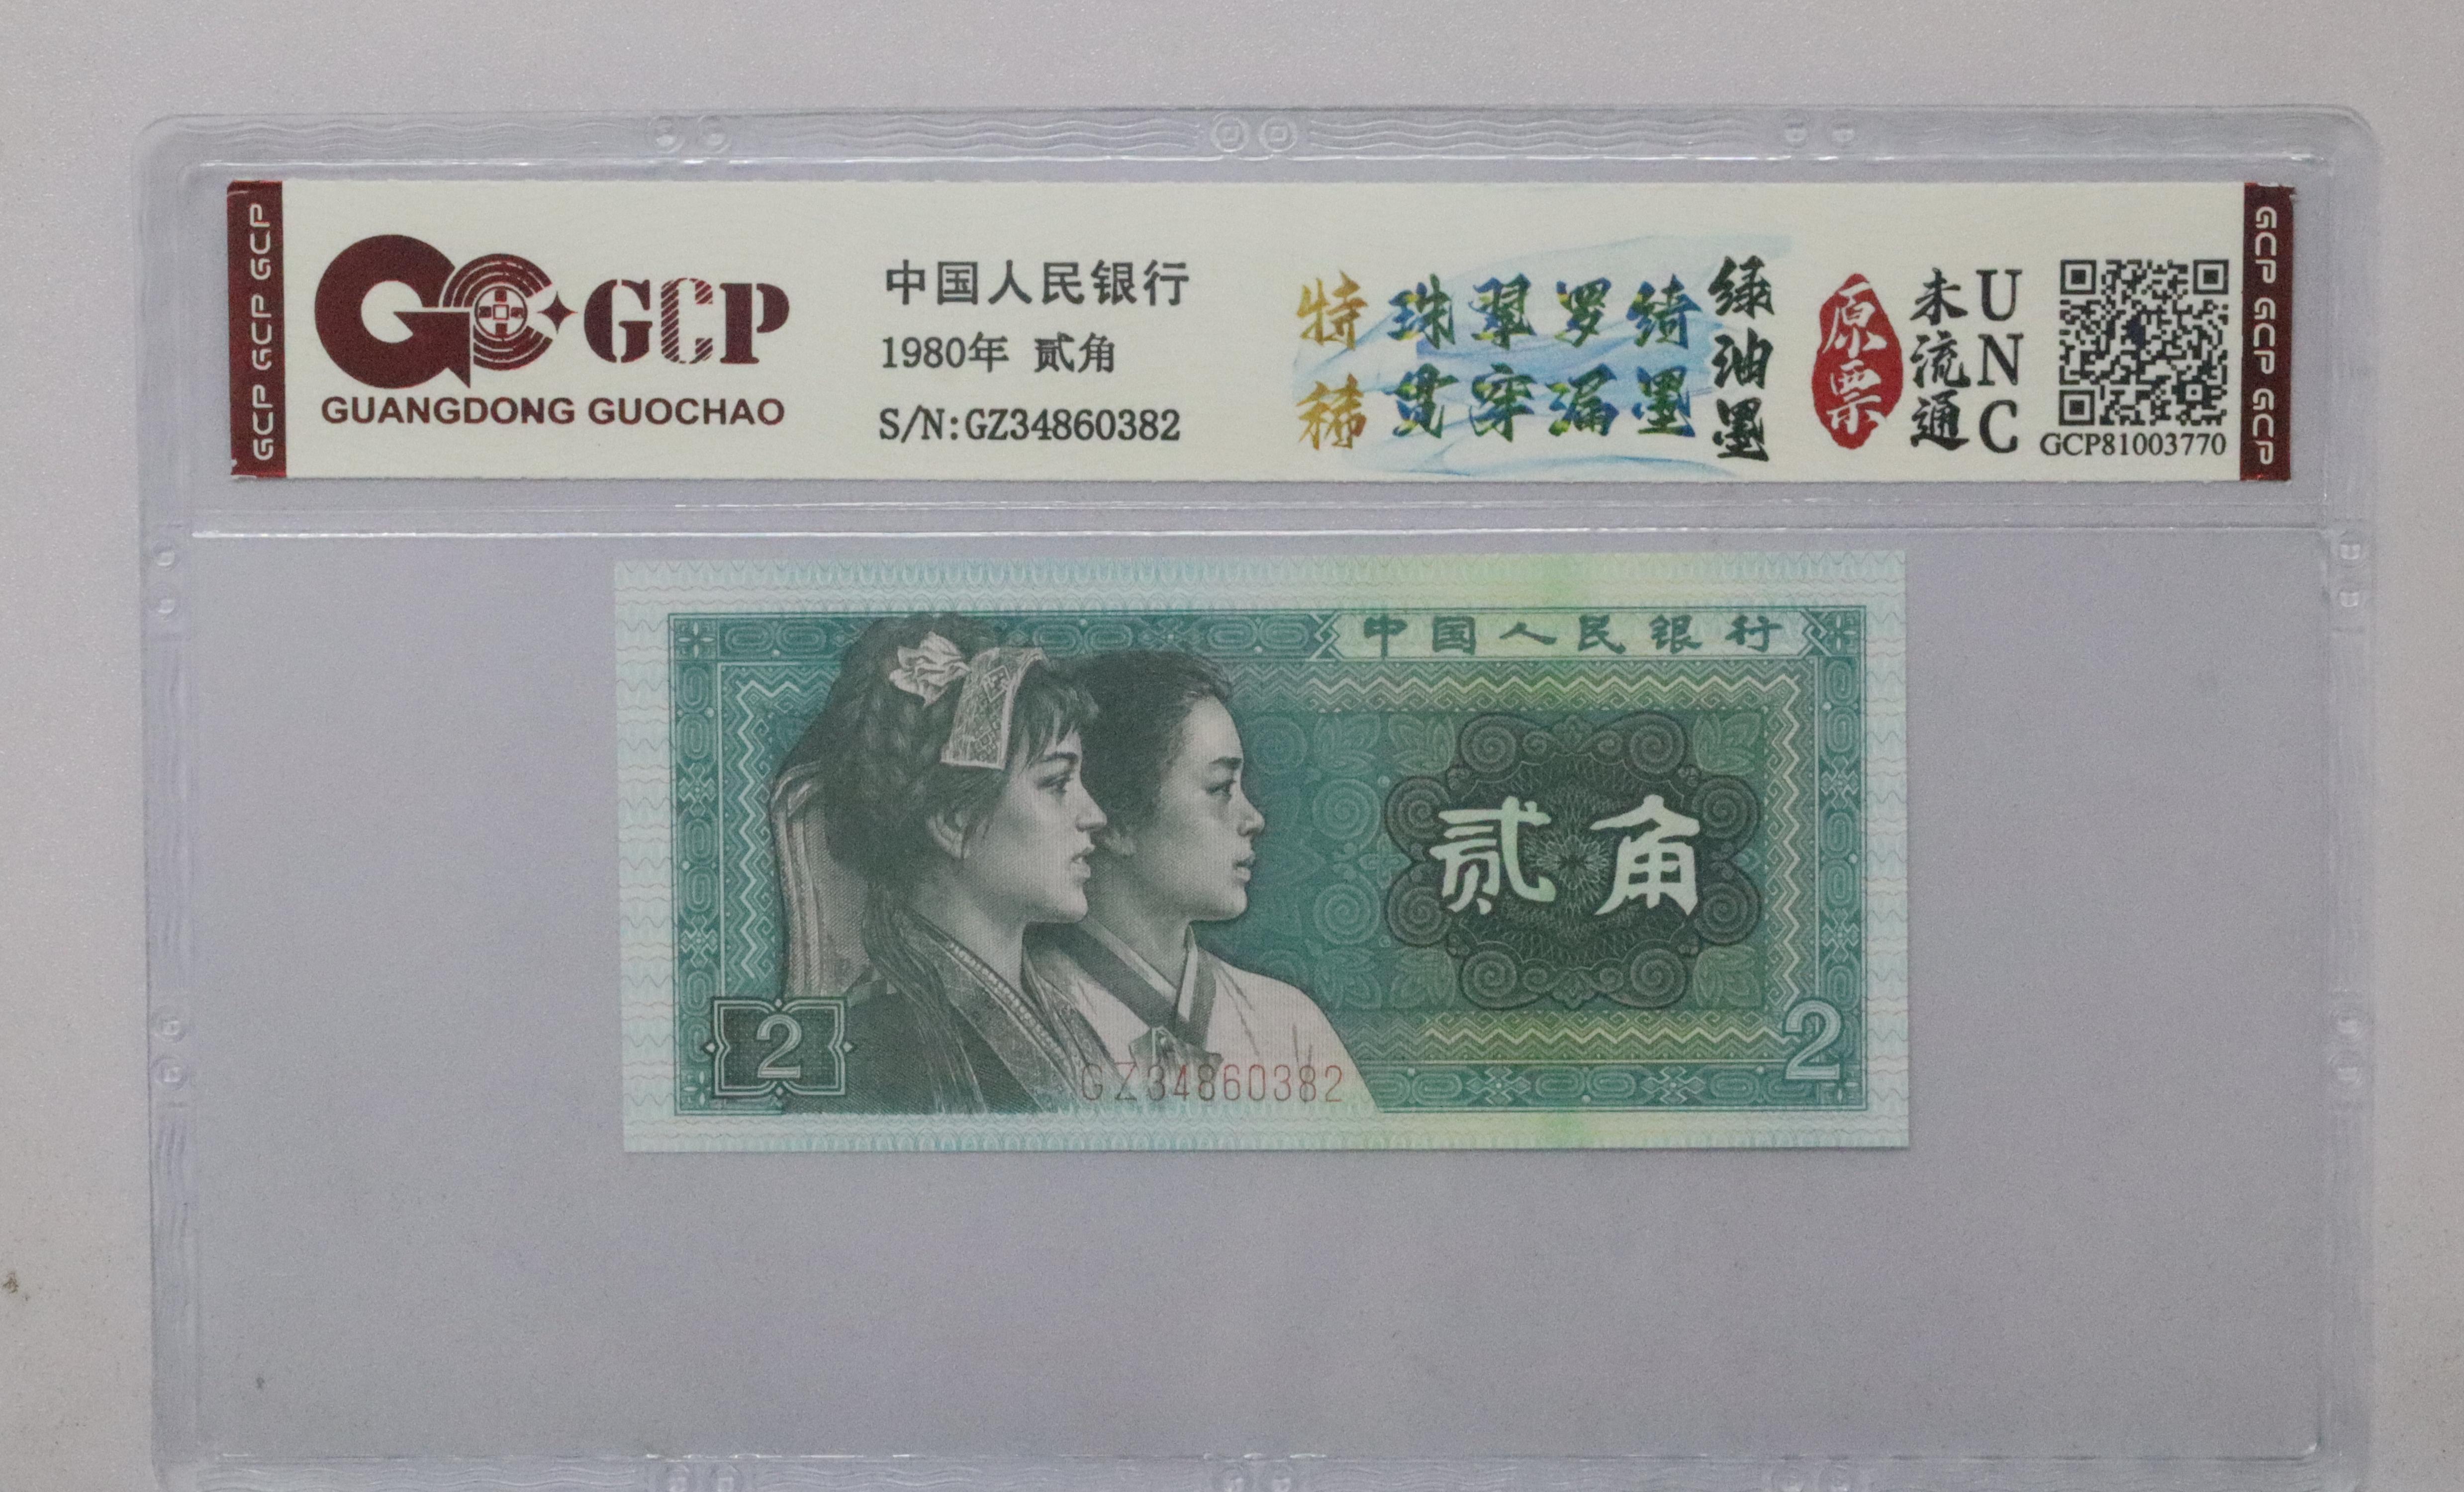 GCP GCP GCP
GCP
GUANGDONG GUOCHAO
中国人民银行
1980年 贰角
S/N:GZ34860382
特稀
珠翠罗绮
贯穿漏墨
绿油墨
原票
未流通
UNC
GCP81003770
GCP GCP GCP
中国人民银行
贰角
2
2
GZ34860382